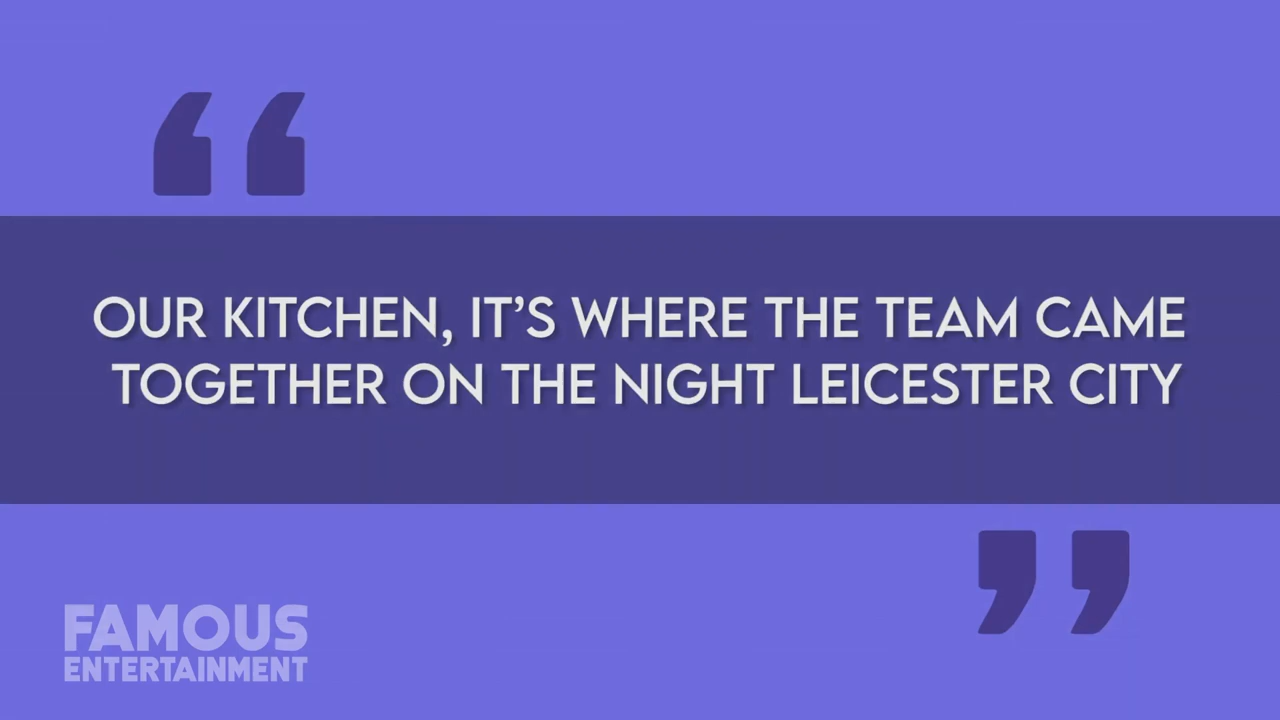 OUR KITCHEN, IT’S WHERE THE TEAM CAME
TOGETHER ON THE NIGHT LEICESTER CITY
FAMOUS
ENTERTAINMENT